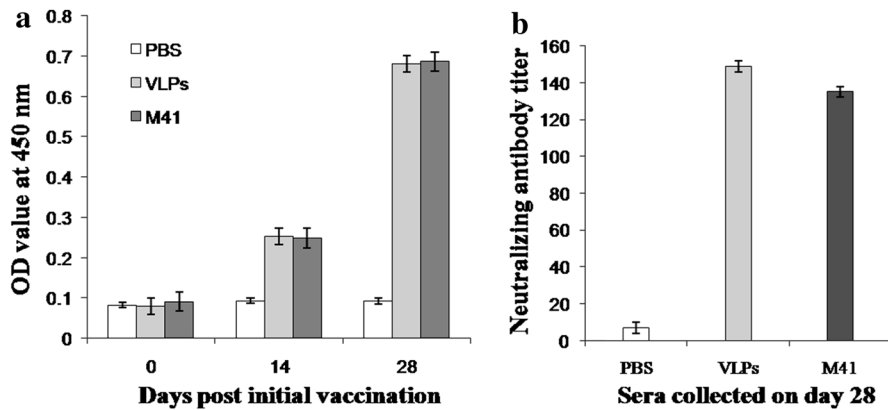 a
0.8
0.7
0.6
0.5
0.4
0.3
0.2
0.1
0
OD value at 450 nm
PBS
VLPs
M41
0 14 28
Days post initial vaccination
b
160
140
120
100
80
60
40
20
0
Neutralizing antibody titer
PBS VLPs M41
Sera collected on day 28